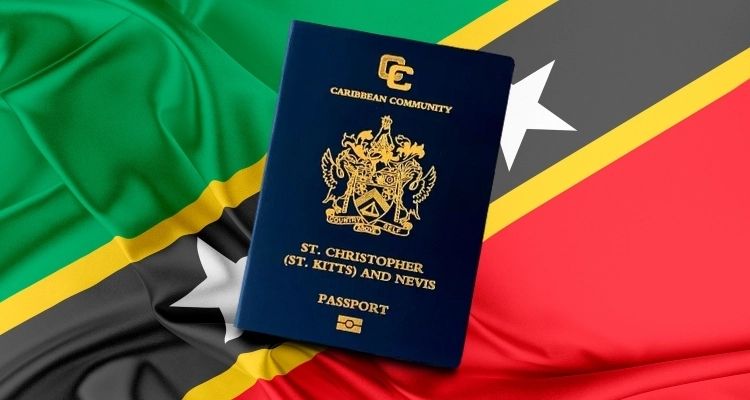 CC
CARIBBEAN COMMUNITY
COUNTRY ABOVE SELF
ST. CHRISTOPHER
(ST. KITTS) AND NEVIS
PASSPORT